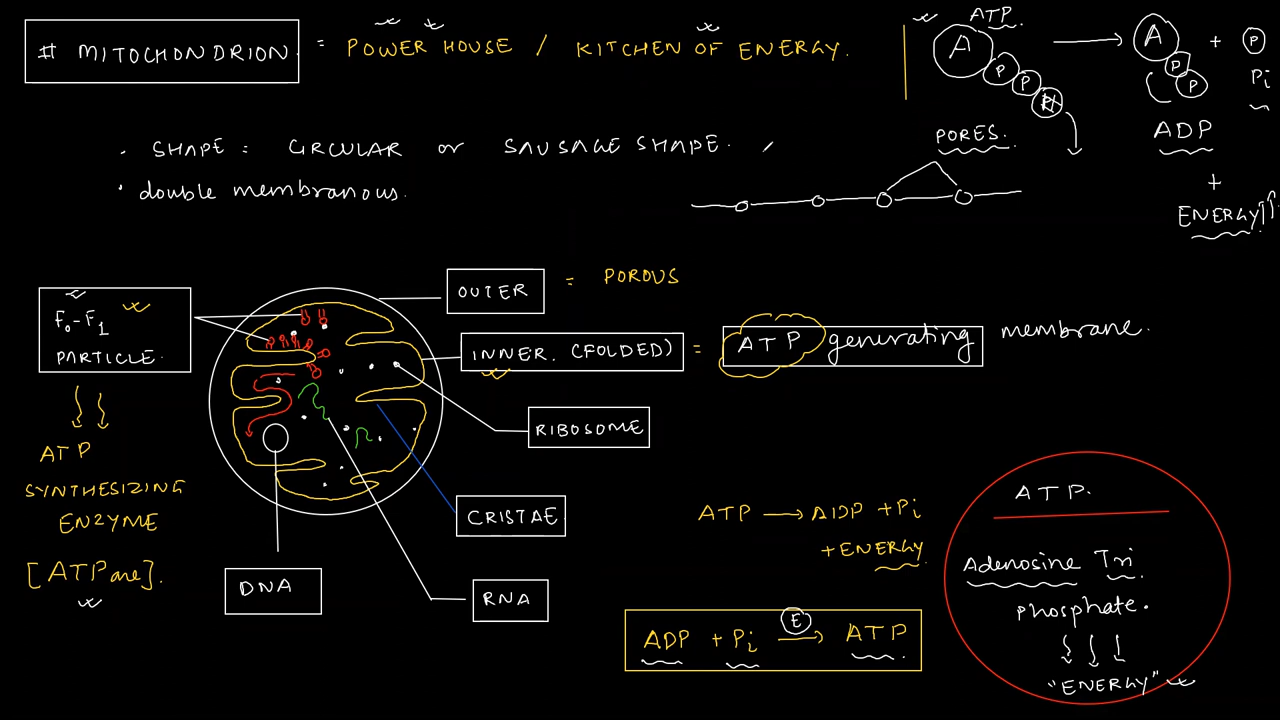 # MITOCHONDRION = POWER HOUSE / KITCHEN OF ENERGY.
ATP.
A P P
A P P + P
Pi
ADP
+
ENERGY↑↑
PORES.
· SHAPE = CIRCULAR or SAUSAGE SHAPE.
· double membranous.
F₀-F₁
PARTICLE.
ATP
SYNTHESIZING
ENZYME
[ATPase].
OUTER = POROUS
INNER. (FOLDED) = ATP generating membrane.
RIBOSOME
CRISTAE
RNA
DNA
ATP → ADP + Pi
+ ENERGY
ADP + Pi E → ATP
ATP.
Adenosine Tri
phosphate.
"ENERGY"